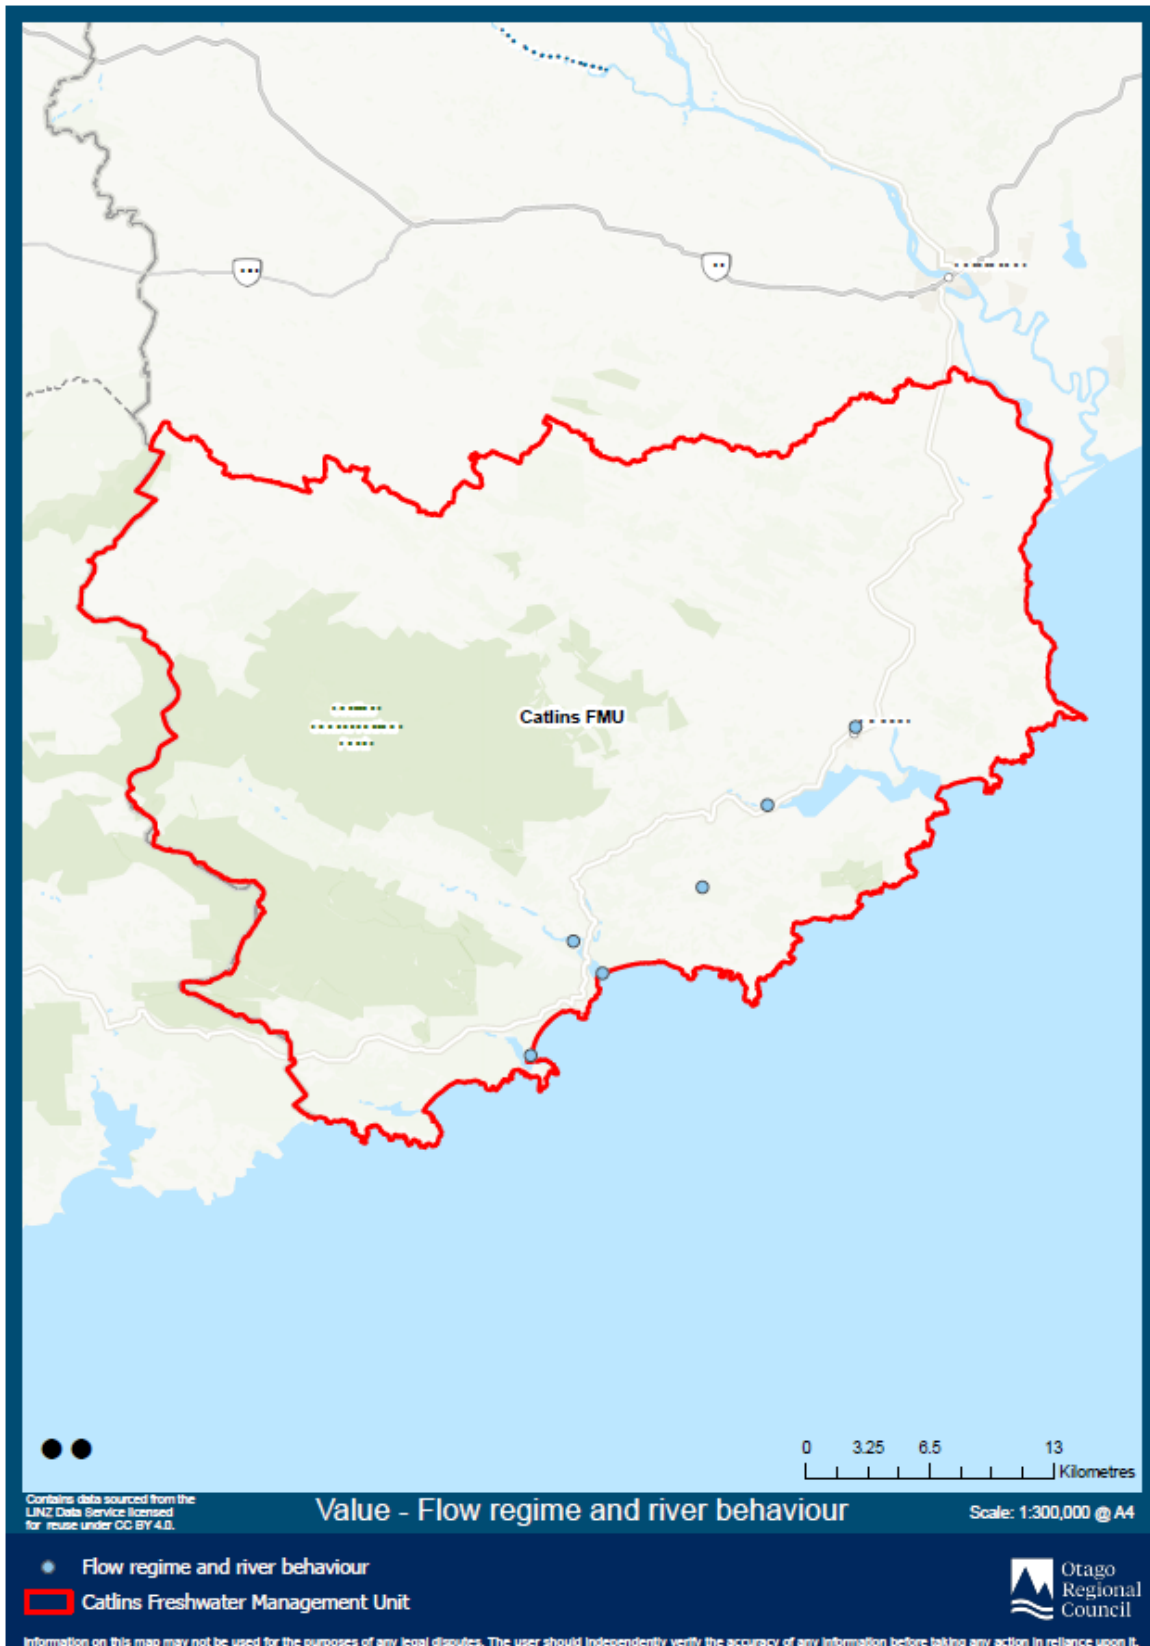 Catlins FMU
0 3.25 6.5 13
Kilometres
Contains data sourced from the
LINZ Data Service licensed
for reuse under CC BY 4.0.
Value - Flow regime and river behaviour
Scale: 1:300,000 @ A4
Flow regime and river behaviour
Catlins Freshwater Management Unit
Otago
Regional
Council
Information on this map may not be used for the purposes of any legal disputes. The user should independently verify the accuracy of any information before taking any action in reliance upon it.